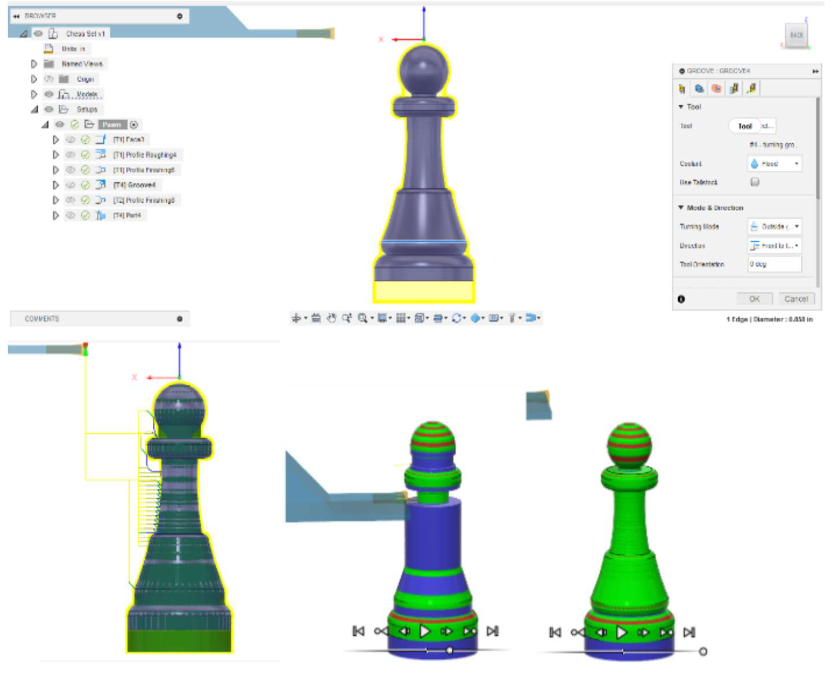 BROWSER
Chess Set v1
Units: in
Named Views
Origin
Models
Setups
Pawn
[T1] Face3
[T1] Profile Roughing4
[T1] Profile Finishing5
[T4] Groove4
[T2] Profile Finishing6
[T4] Part4
COMMENTS
X
Z
BACK
GROOVE : GROOVE4
Tool
Tool
Tool
#4 - turning gro...
Coolant
Flood
Use Tailstock
Mode & Direction
Turning Mode
Outside
Direction
Front to
Tool Orientation
0 deg
OK
Cancel
1 Edge | Diameter : 0.858 in
X